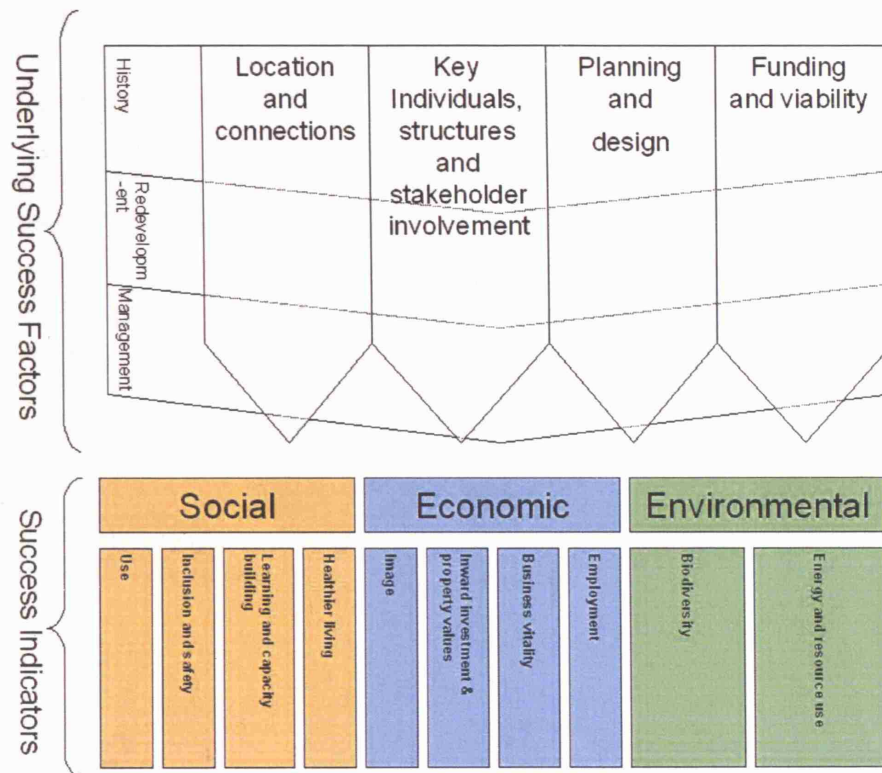 Underlying Success Factors
History
Redevelopm
-ent
Management
Location
and
connections
Key
Individuals,
structures
and
stakeholder
involvement
Planning
and
design
Funding
and viability
Success Indicators
Social
Economic
Environmental
Use
Inclusion and safety
Learning and capacity
building
Healthier living
Image
Inward investment &
property values
Business vitality
Employment
Biodiversity
Energy and resource use